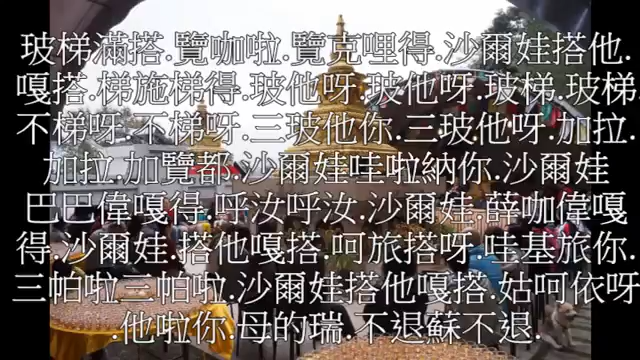 玻梯滿搭.覽咖啦.覽克哩得.沙爾娃搭他.
嘎搭.梯施梯得.玻他呀.玻他呀.玻梯.玻梯
不梯呀.不梯呀.三玻他你.三玻他呀.加拉.
加拉.加覽都.沙爾娃哇啦納你.沙爾娃
巴巴偉嘎得.呼汝呼汝.沙爾娃.薛咖偉嘎
得.沙爾娃.搭他嘎搭.呵旅搭呀.哇基旅你.
三帕啦三帕啦.沙爾娃搭他嘎搭.姑呵依呀
.他啦你.母的瑞.不退蘇不退.